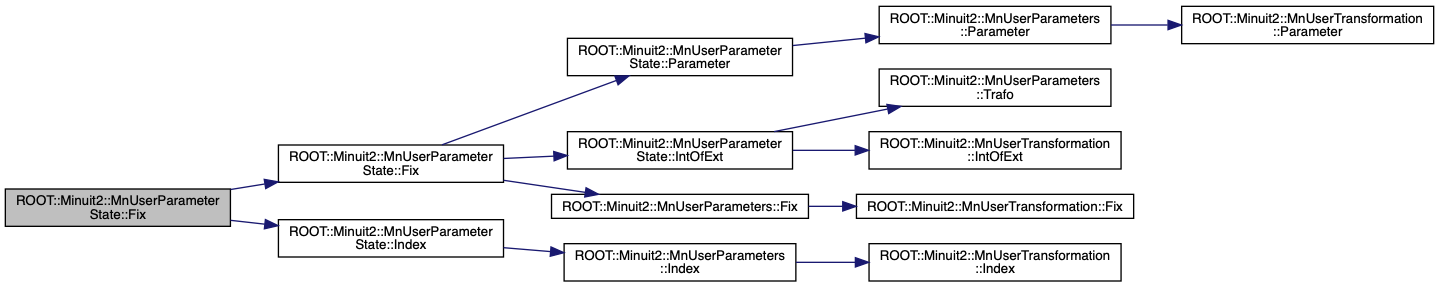 ROOT::Minuit2::MnUserParameter
State::Fix
ROOT::Minuit2::MnUserParameter
State::Fix
ROOT::Minuit2::MnUserParameter
State::Index
ROOT::Minuit2::MnUserParameter
State::Parameter
ROOT::Minuit2::MnUserParameter
State::IntOfExt
ROOT::Minuit2::MnUserParameters::Fix
ROOT::Minuit2::MnUserParameters
::Index
ROOT::Minuit2::MnUserParameters
::Parameter
ROOT::Minuit2::MnUserParameters
::Trafo
ROOT::Minuit2::MnUserTransformation
::IntOfExt
ROOT::Minuit2::MnUserTransformation::Fix
ROOT::Minuit2::MnUserTransformation
::Index
ROOT::Minuit2::MnUserTransformation
::Parameter